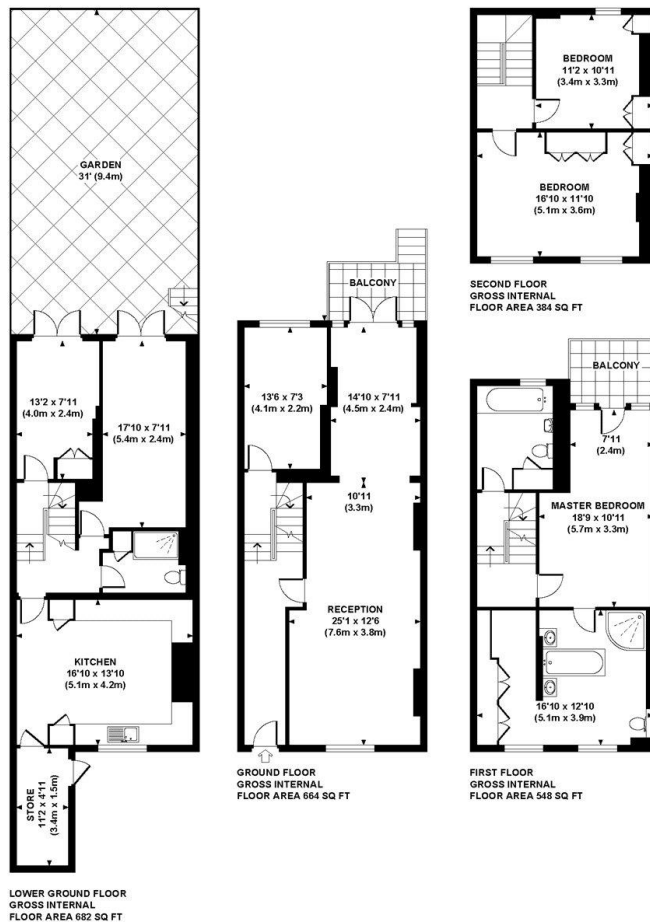 GARDEN
31' (9.4m)
13'2 x 7'11
(4.0m x 2.4m)
17'10 x 7'11
(5.4m x 2.4m)
KITCHEN
16'10 x 13'10
(5.1m x 4.2m)
STORE
11'2 x 4'11
(3.4m x 1.5m)
LOWER GROUND FLOOR
GROSS INTERNAL
FLOOR AREA 682 SQ FT
BALCONY
13'6 x 7'3
(4.1m x 2.2m)
14'10 x 7'11
(4.5m x 2.4m)
10'11
(3.3m)
RECEPTION
25'1 x 12'6
(7.6m x 3.8m)
GROUND FLOOR
GROSS INTERNAL
FLOOR AREA 664 SQ FT
BEDROOM
11'2 x 10'11
(3.4m x 3.3m)
BEDROOM
16'10 x 11'10
(5.1m x 3.6m)
SECOND FLOOR
GROSS INTERNAL
FLOOR AREA 384 SQ FT
BALCONY
7'11
(2.4m)
MASTER BEDROOM
18'9 x 10'11
(5.7m x 3.3m)
16'10 x 12'10
(5.1m x 3.9m)
FIRST FLOOR
GROSS INTERNAL
FLOOR AREA 548 SQ FT